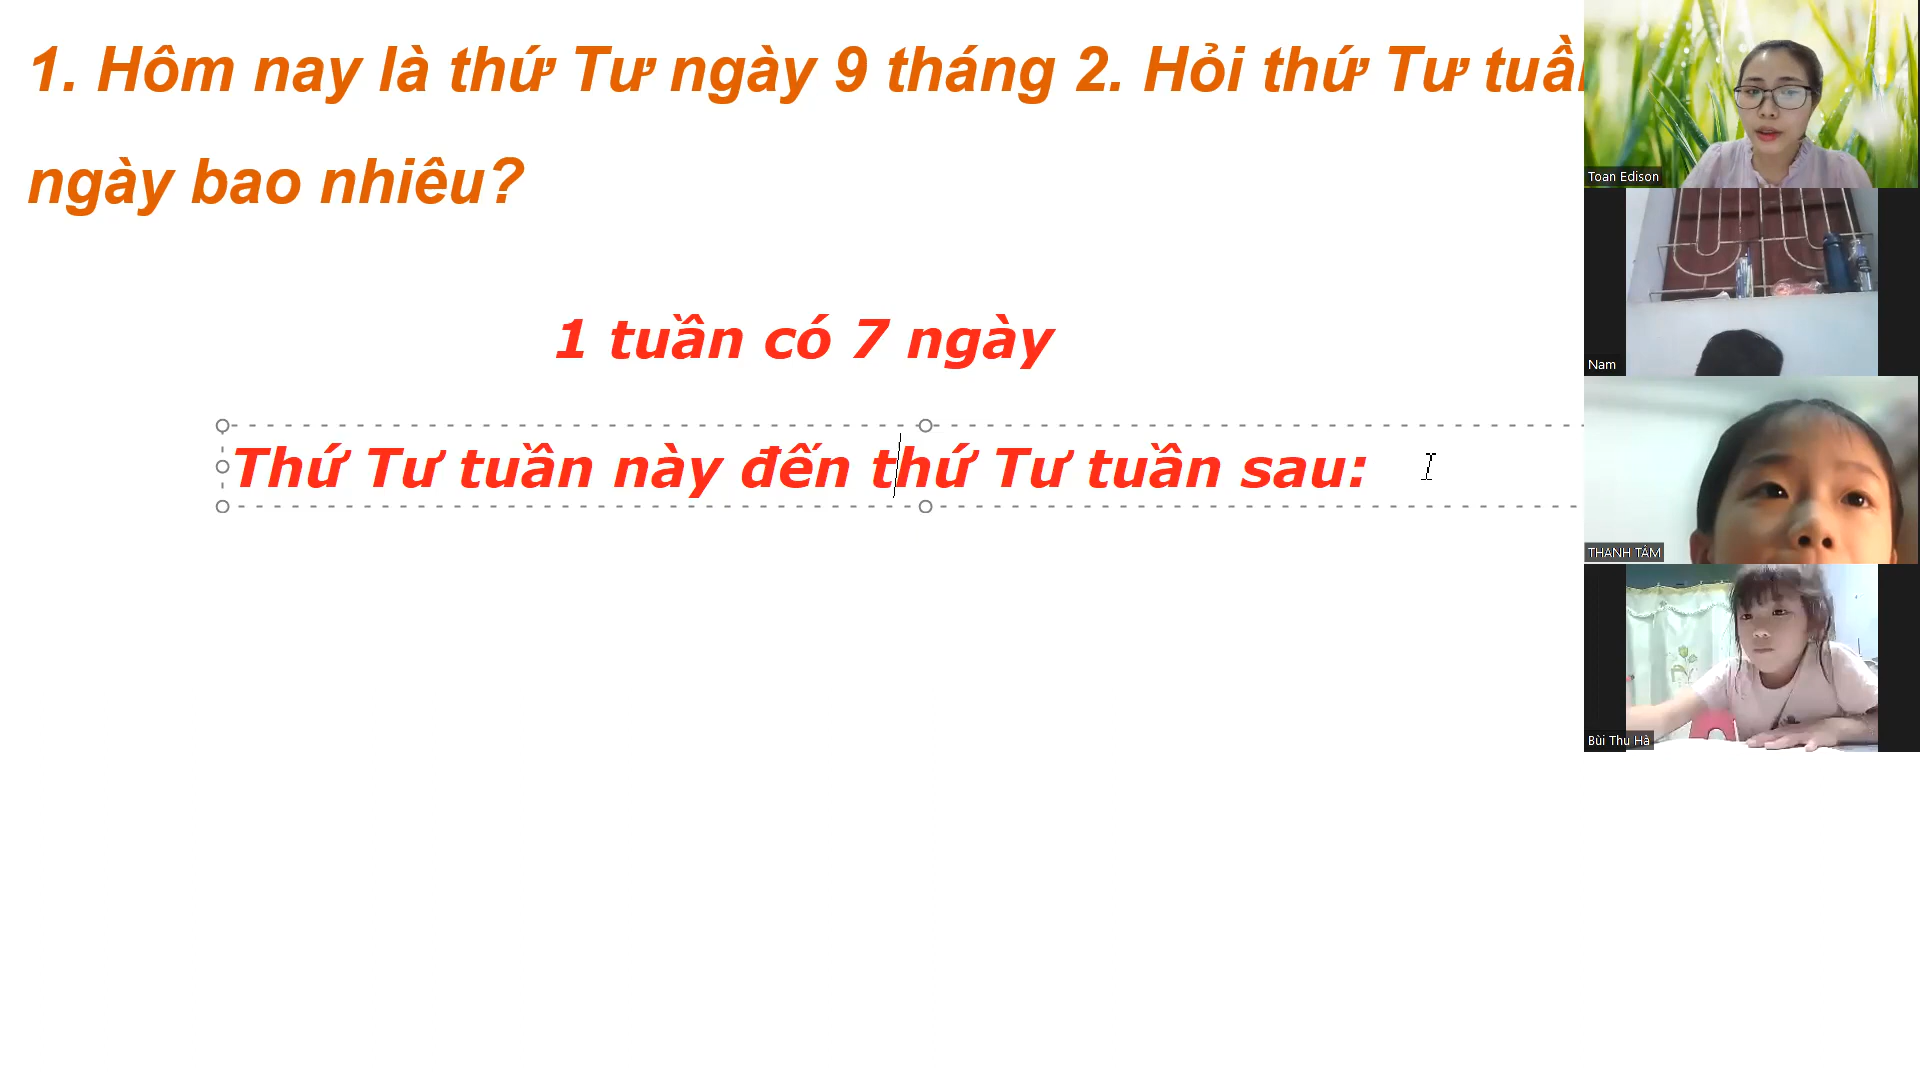 1. Hôm nay là thứ Tư ngày 9 tháng 2. Hỏi thứ Tư
ngày bao nhiêu?
1 tuần có 7 ngày
Thứ Tư tuần này đến thứ Tư tuần sau:
Toan Edison
Nam
THANH TÂM
Bùi Thu Hà